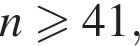 n ⩾ 41,